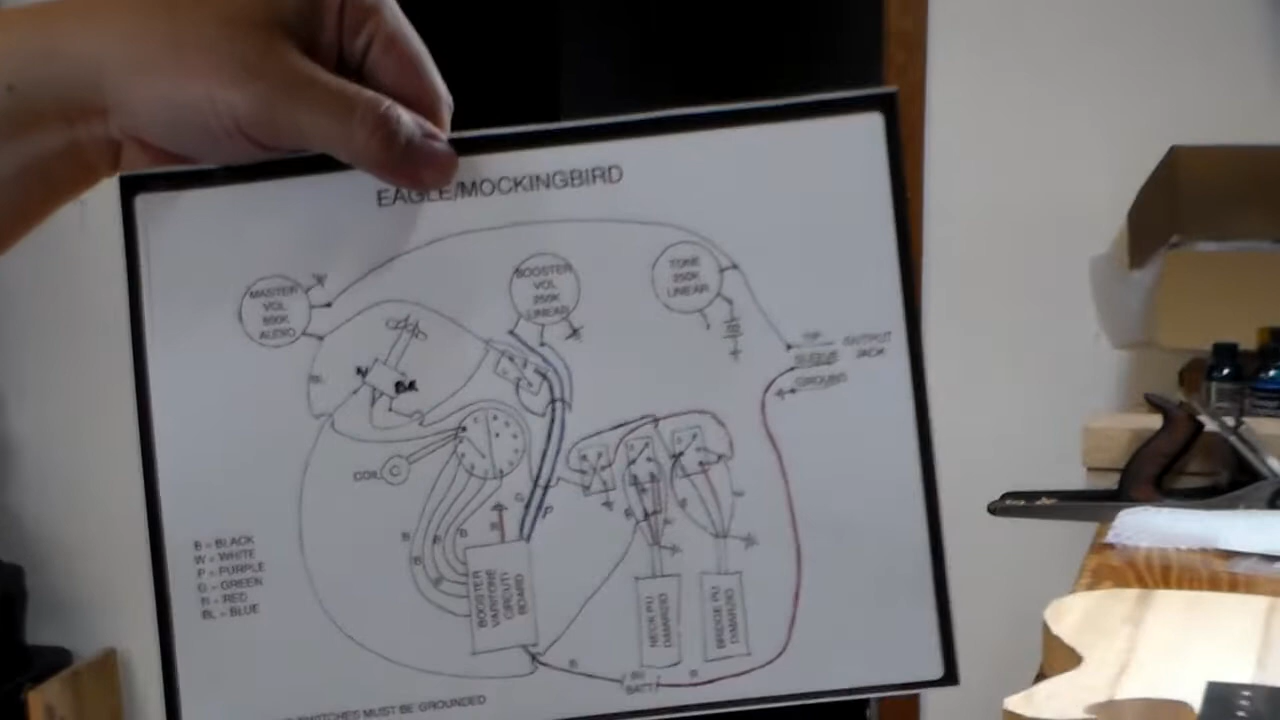 EAGLE/MOCKINGBIRD
MASTER
VOL
500K
AUDIO
BOOSTER
VOL
250K
LINEAR
TONE
250K
LINEAR
TIP
SLEEVE
GROUND
OUTPUT
JACK
BL
COIL
C
G
P
B
B
B
B
B = BLACK
W = WHITE
P = PURPLE
G = GREEN
R = RED
BL = BLUE
BOOSTER
VARITONE
CIRCUIT
BOARD
NECK PU
DIMARZIO
BRIDGE PU
DIMARZIO
B
BATT
SWITCHES MUST BE GROUNDED